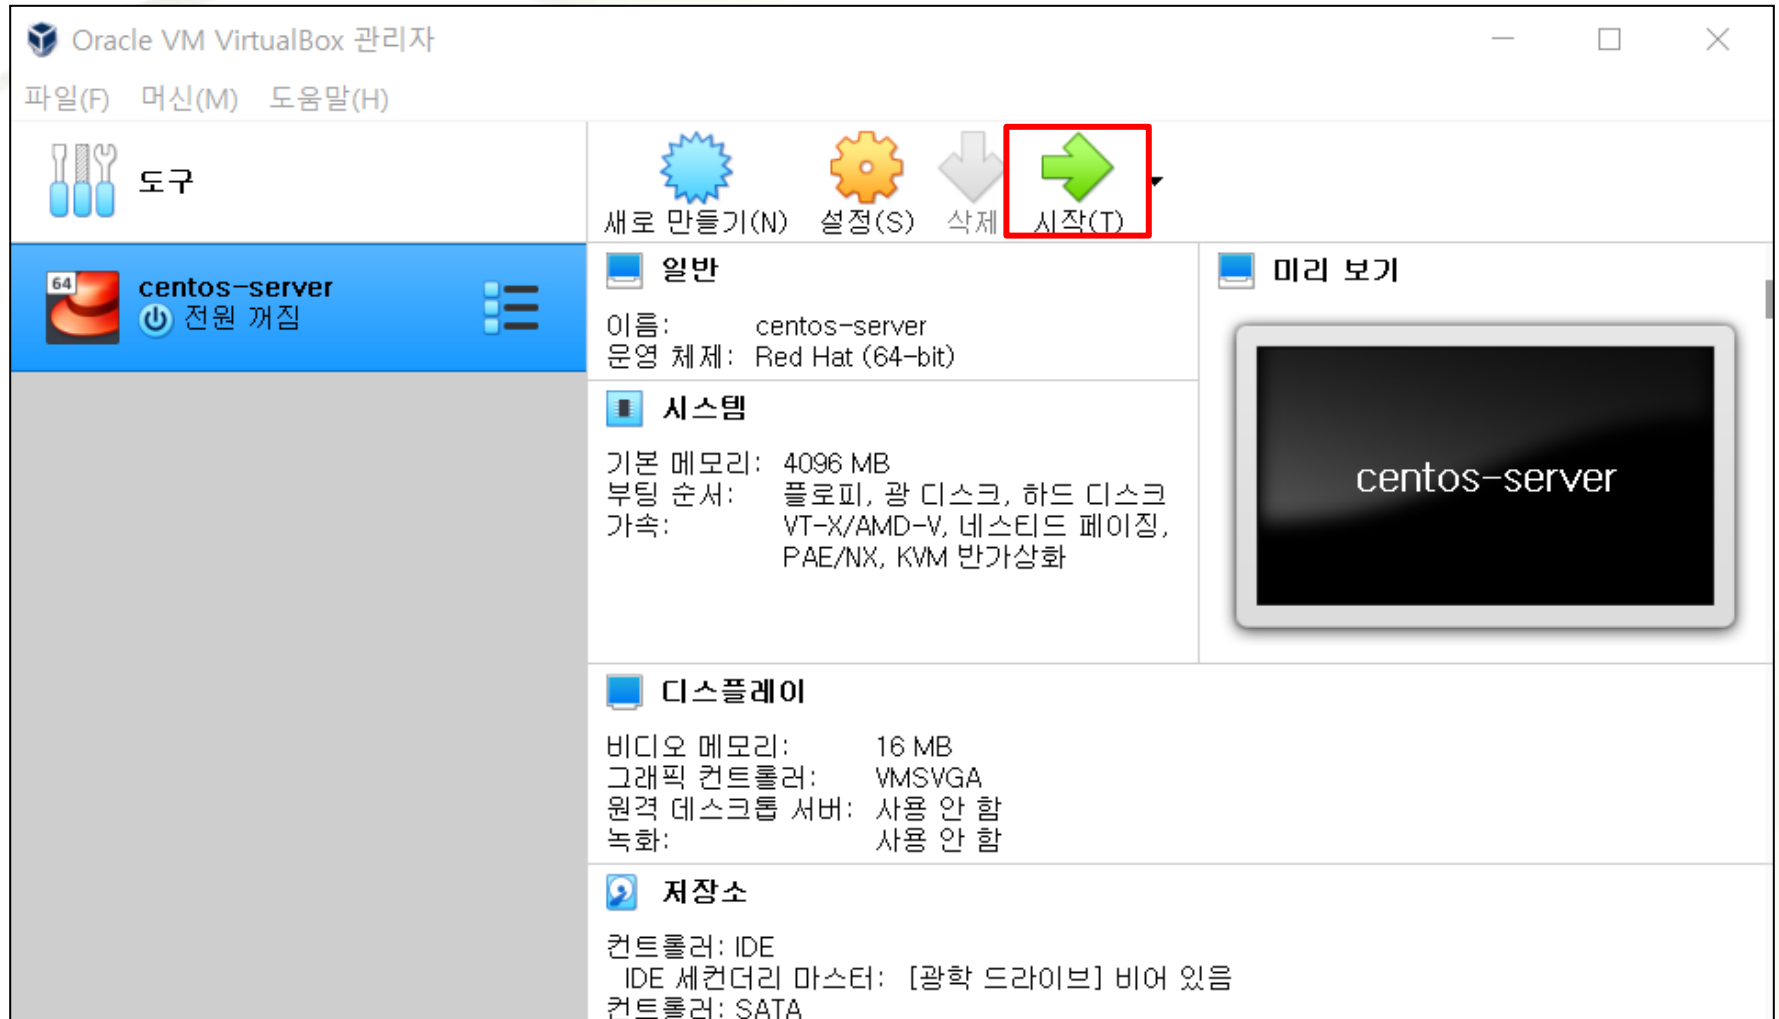 Oracle VM VirtualBox 관리자
파일(F) 머신(M) 도움말(H)
도구
새로 만들기(N) 설정(S) 삭제 시작(T)
64
centos-server
전원 꺼짐
일반
이름: centos-server
운영 체제: Red Hat (64-bit)
시스템
기본 메모리: 4096 MB
부팅 순서: 플로피, 광 디스크, 하드 디스크
가속: VT-X/AMD-V, 네스티드 페이징,
PAE/NX, KVM 반가상화
미리 보기
centos-server
디스플레이
비디오 메모리: 16 MB
그래픽 컨트롤러: VMSVGA
원격 데스크톱 서버: 사용 안 함
녹화: 사용 안 함
저장소
컨트롤러: IDE
IDE 세컨더리 마스터: [광학 드라이브] 비어 있음
컨트롤러: SATA